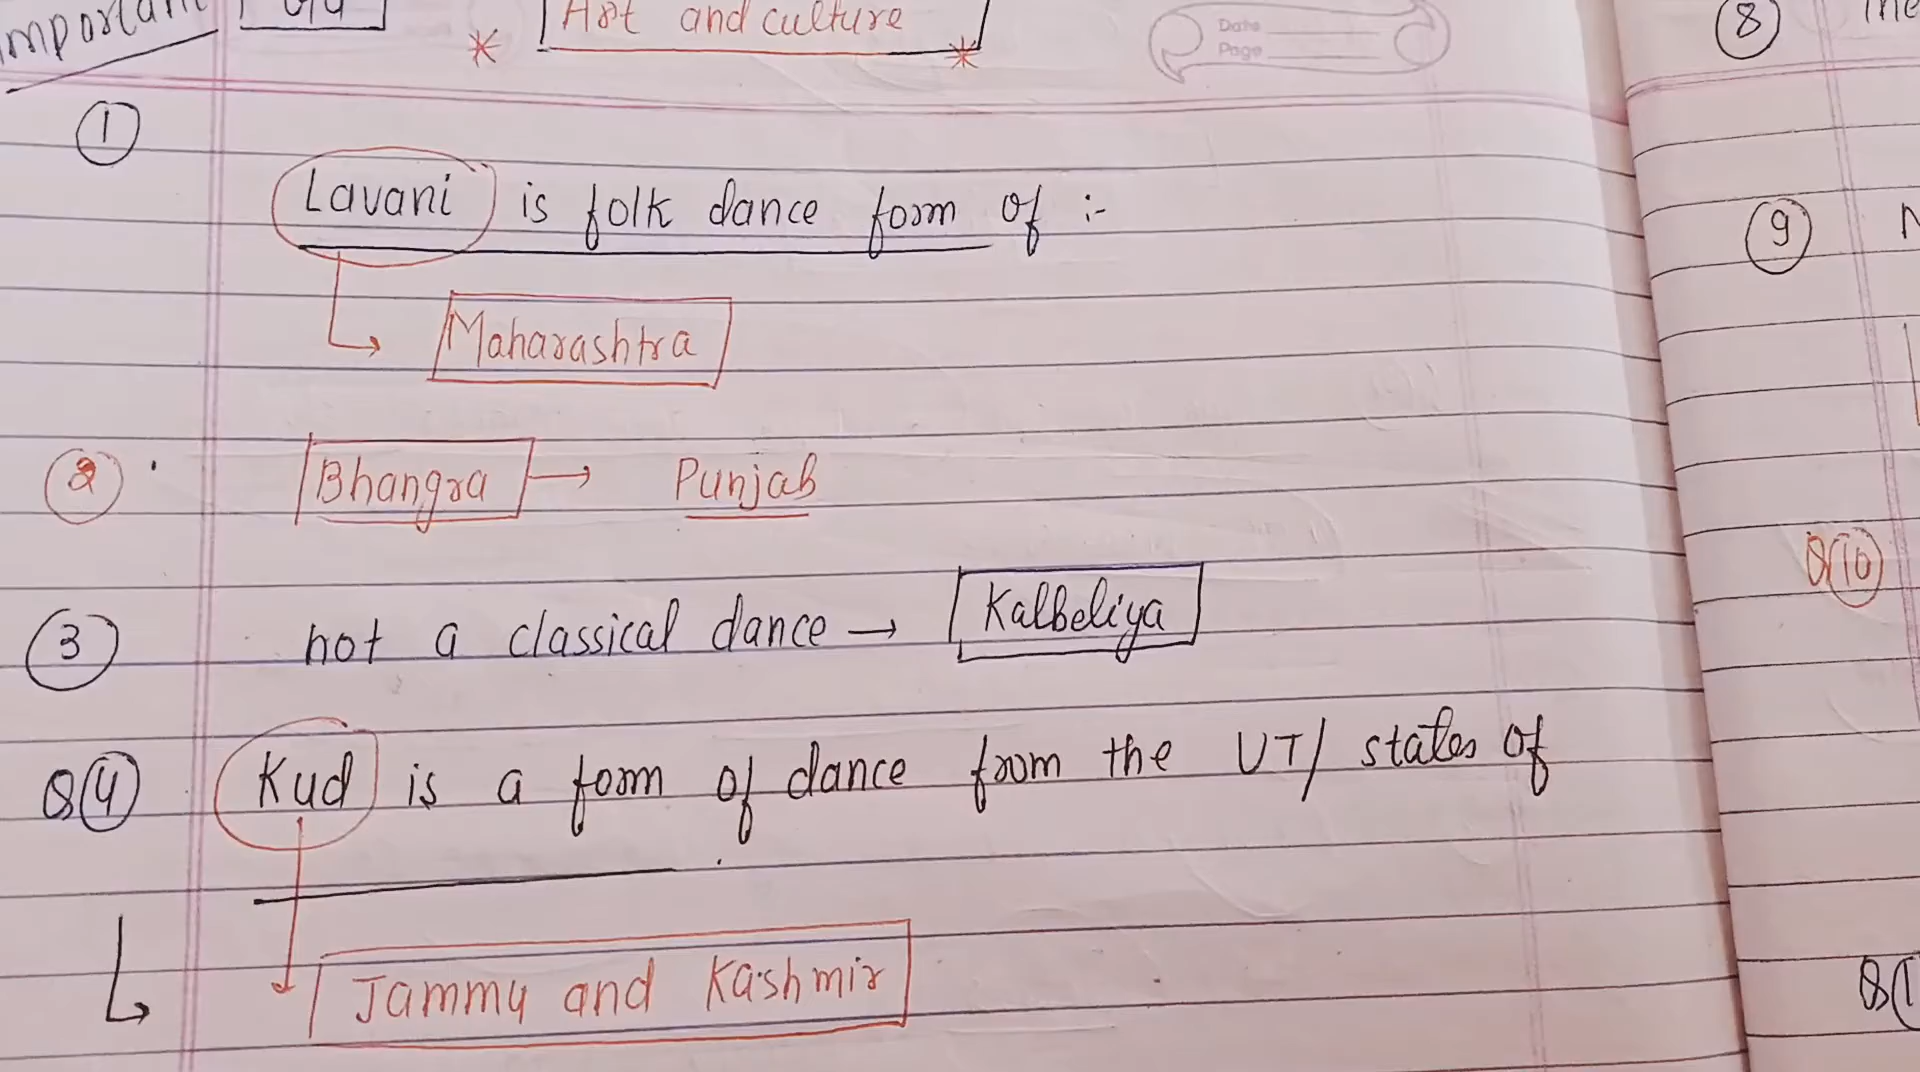 Important
Art and culture
Date
Page
①
Lavani is folk dance form of :-
Maharashtra
② Bhangra → Punjab
③ not a classical dance → Kalbeliya
Q④ Kud is a form of dance from the UT/ states of
Jammu and Kashmir
⑧
⑨
Q⑩